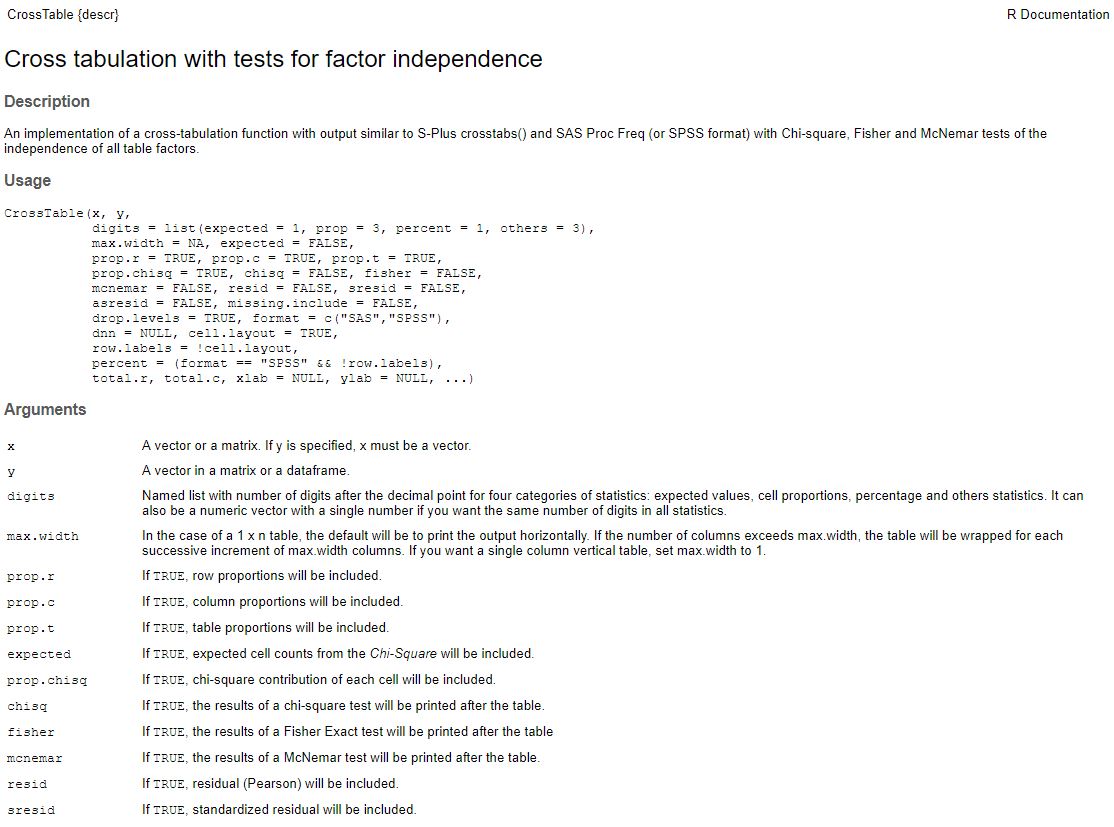 CrossTable {descr} R Documentation
Cross tabulation with tests for factor independence
Description
An implementation of a cross-tabulation function with output similar to S-Plus crosstabs() and SAS Proc Freq (or SPSS format) with Chi-square, Fisher and McNemar tests of the
independence of all table factors.
Usage
CrossTable(x, y,
           digits = list(expected = 1, prop = 3, percent = 1, others = 3),
           max.width = NA, expected = FALSE,
           prop.r = TRUE, prop.c = TRUE, prop.t = TRUE,
           prop.chisq = TRUE, chisq = FALSE, fisher = FALSE,
           mcnemar = FALSE, resid = FALSE, sresid = FALSE,
           asresid = FALSE, missing.include = FALSE,
           drop.levels = TRUE, format = c("SAS","SPSS"),
           dnn = NULL, cell.layout = TRUE,
           row.labels = !cell.layout,
           percent = (format == "SPSS" && !row.labels),
           total.r, total.c, xlab = NULL, ylab = NULL, ...)
Arguments
x A vector or a matrix. If y is specified, x must be a vector.
y A vector in a matrix or a dataframe.
digits Named list with number of digits after the decimal point for four categories of statistics: expected values, cell proportions, percentage and others statistics. It can
also be a numeric vector with a single number if you want the same number of digits in all statistics.
max.width In the case of a 1 x n table, the default will be to print the output horizontally. If the number of columns exceeds max.width, the table will be wrapped for each
successive increment of max.width columns. If you want a single column vertical table, set max.width to 1.
prop.r If TRUE, row proportions will be included.
prop.c If TRUE, column proportions will be included.
prop.t If TRUE, table proportions will be included.
expected If TRUE, expected cell counts from the Chi-Square will be included.
prop.chisq If TRUE, chi-square contribution of each cell will be included.
chisq If TRUE, the results of a chi-square test will be printed after the table.
fisher If TRUE, the results of a Fisher Exact test will be printed after the table
mcnemar If TRUE, the results of a McNemar test will be printed after the table.
resid If TRUE, residual (Pearson) will be included.
sresid If TRUE, standardized residual will be included.